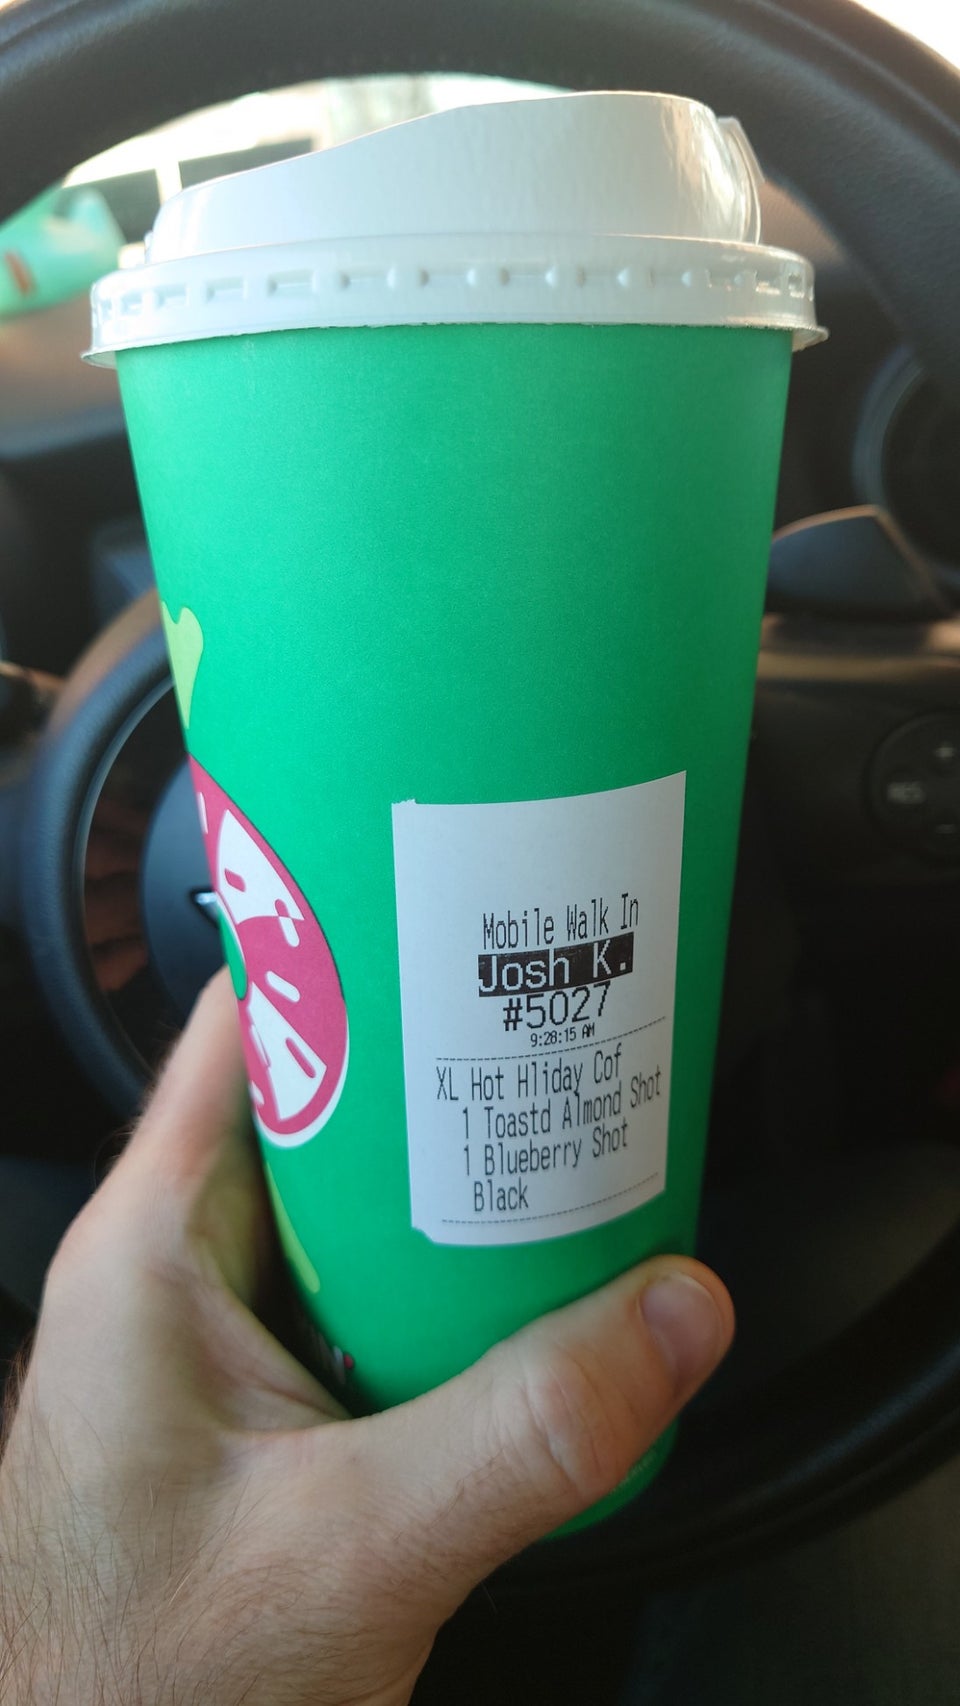 Mobile Walk In
Josh K.
#5027
9:28:15 AM
XL Hot Hliday Cof
1 Toastd Almond Shot
1 Blueberry Shot
Black
RES